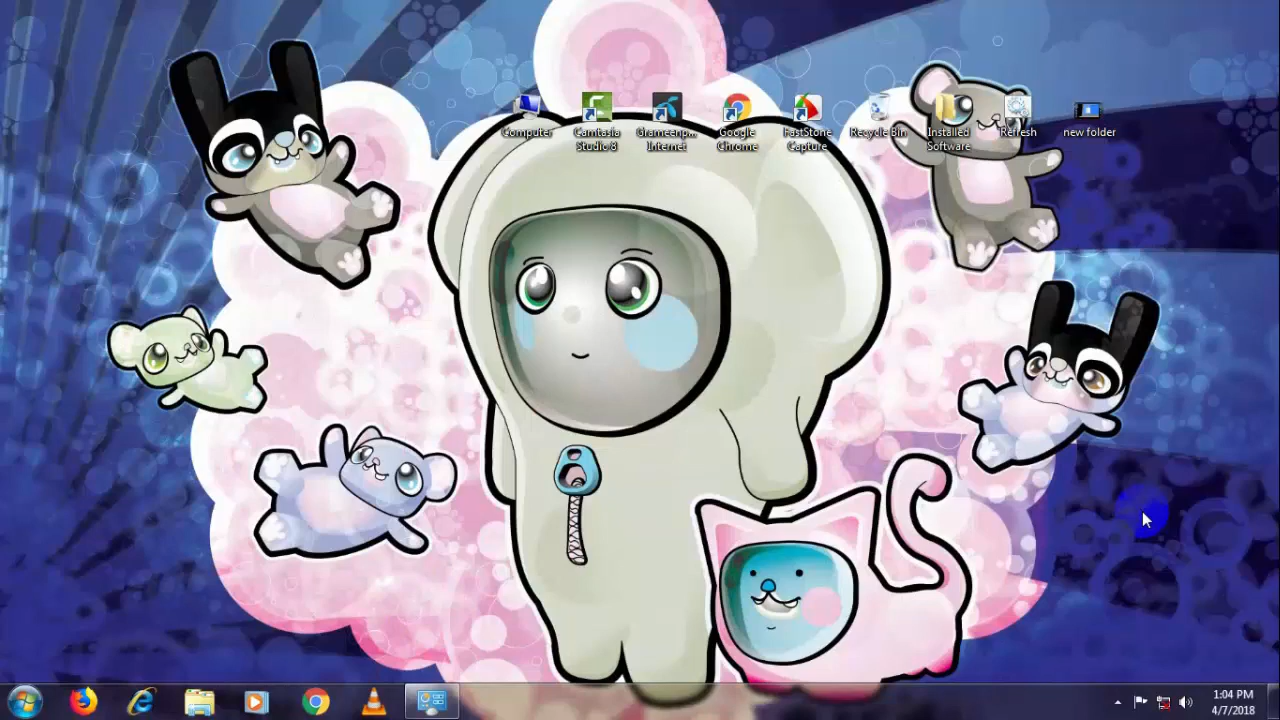 Computer
Camtasia
Studio 8
Grameenp...
Internet
Google
Chrome
FastStone
Capture
Recycle Bin
Installed
Software
Refresh
new folder
1:04 PM
4/7/2018